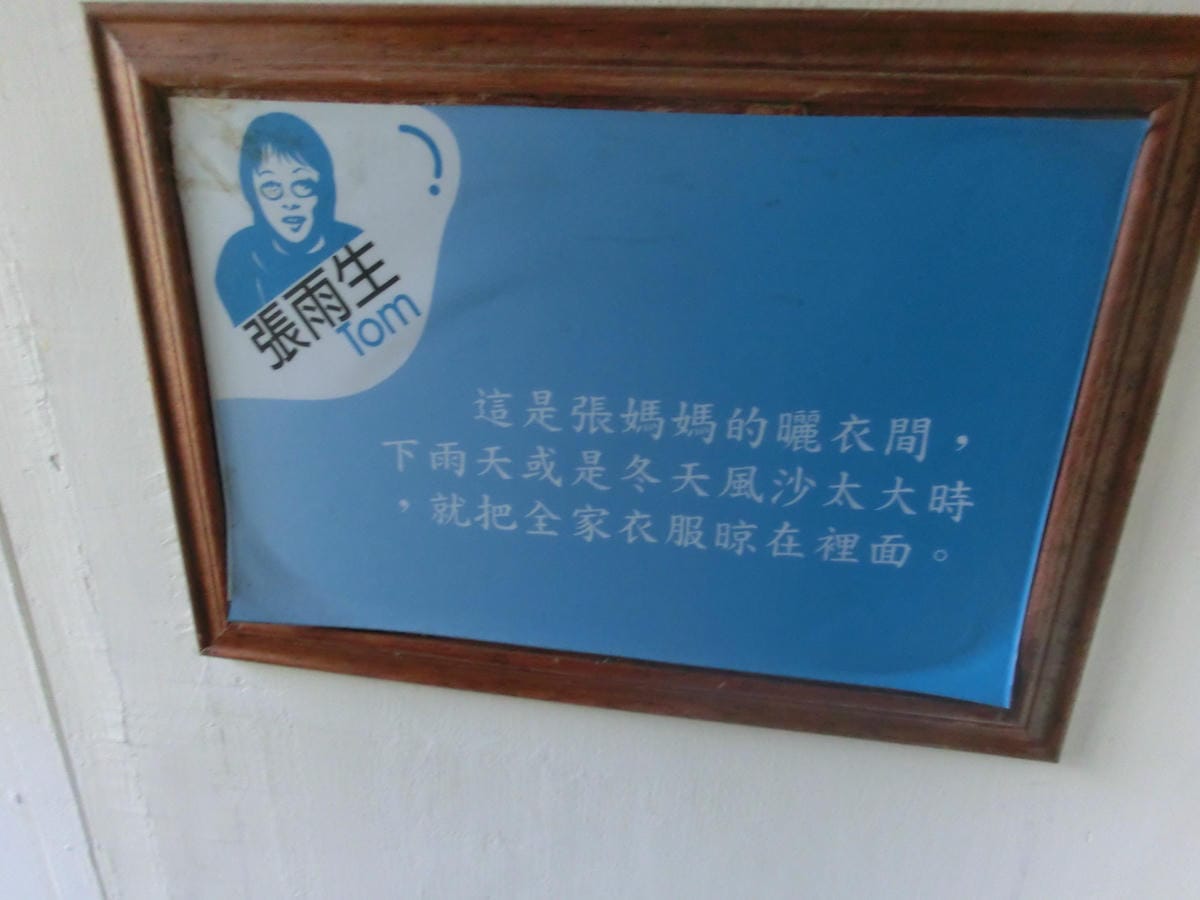 張雨生
Tom
這是張媽媽的曬衣間，
下雨天或是冬天風沙太大時
，就把全家衣服晾在裡面。